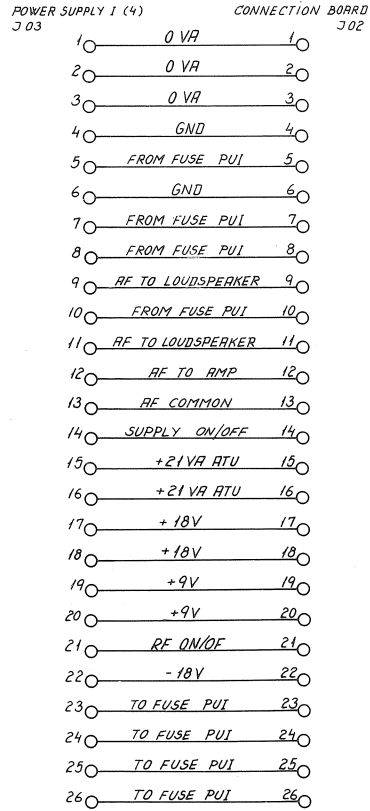 POWER SUPPLY I (4) CONNECTION BOARD
J03 J02
1 0 VA 1
2 0 VA 2
3 0 VA 3
4 GND 4
5 FROM FUSE PUI 5
6 GND 6
7 FROM FUSE PUI 7
8 FROM FUSE PUI 8
9 AF TO LOUDSPEAKER 9
10 FROM FUSE PUI 10
11 AF TO LOUDSPEAKER 11
12 AF TO AMP 12
13 AF COMMON 13
14 SUPPLY ON/OFF 14
15 +21 VA ATU 15
16 +21 VA ATU 16
17 + 18V 17
18 +18V 18
19 +9V 19
20 +9V 20
21 RF ON/OF 21
22 - 18V 22
23 TO FUSE PUI 23
24 TO FUSE PUI 24
25 TO FUSE PUI 25
26 TO FUSE PUI 26